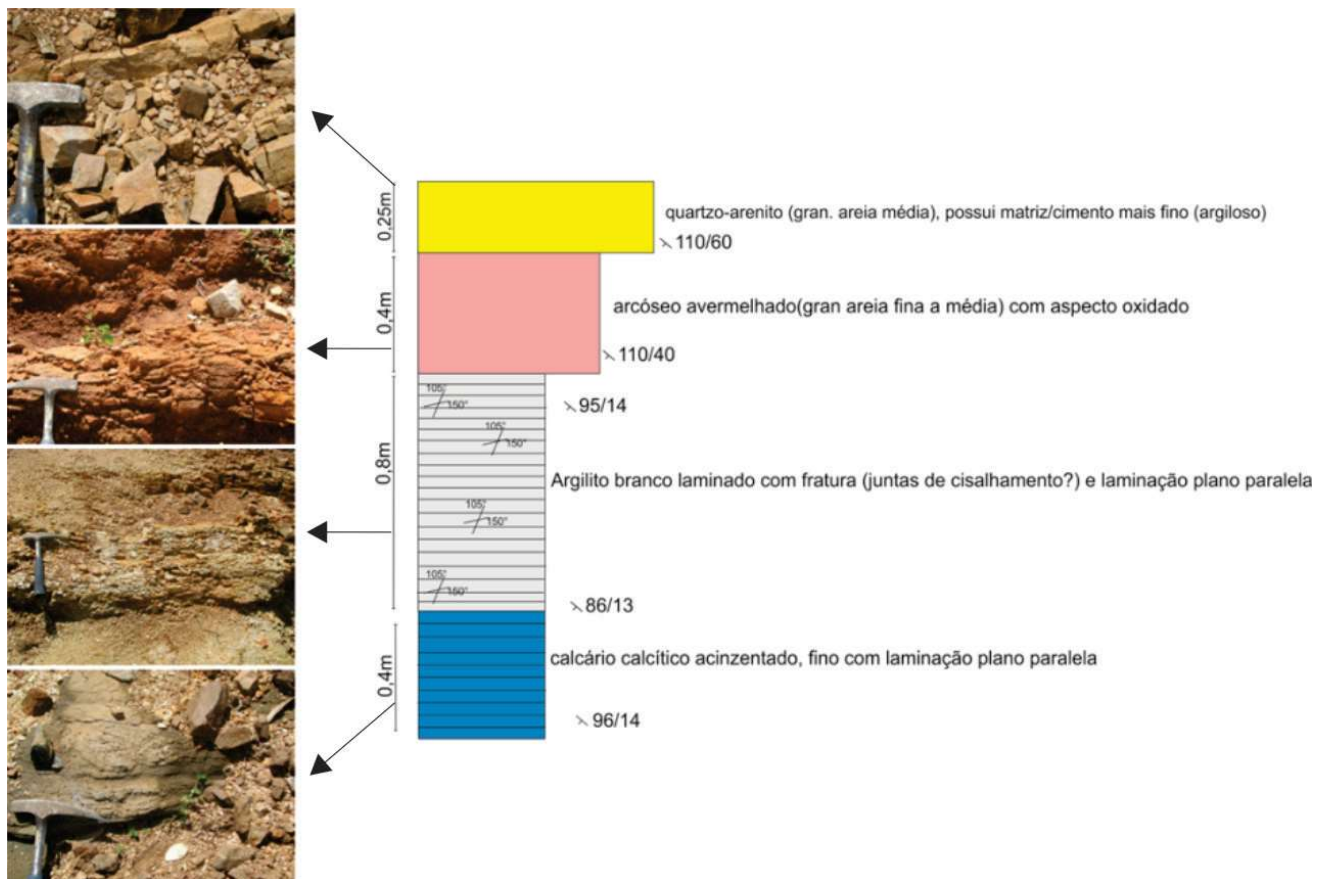 0,25m
quartzo-arenito (gran. areia média), possui matriz/cimento mais fino (argiloso)
110/60
0,4m
arcóseo avermelhado(gran areia fina a média) com aspecto oxidado
110/40
105°
150°
95/14
105°
150°
0,8m
Argilito branco laminado com fratura (juntas de cisalhamento?) e laminação plano paralela
105°
150°
105°
150°
86/13
0,4m
calcário calcítico acinzentado, fino com laminação plano paralela
96/14